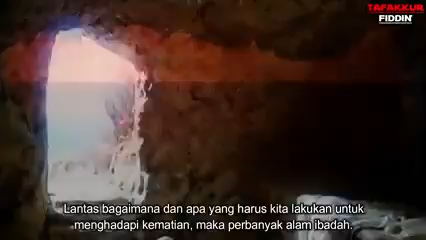 TAFAKKUR
FIDDIN
Lantas bagaimana dan apa yang harus kita lakukan untuk
menghadapi kematian, maka perbanyak alam ibadah.